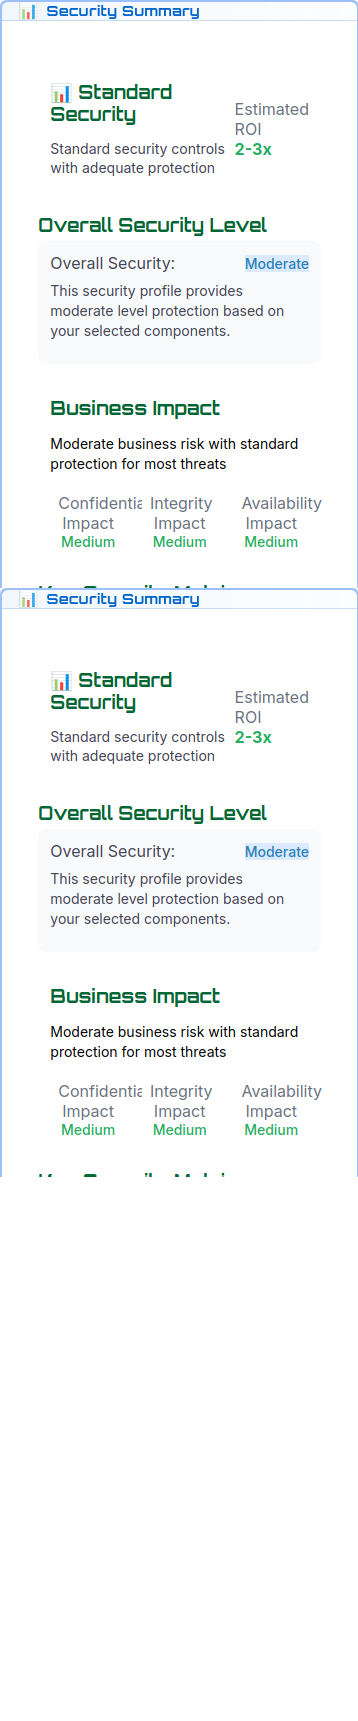 📊 Security Summary
📊 Standard
Security
Estimated
ROI
2-3x
Standard security controls
with adequate protection
Overall Security Level
Overall Security: Moderate
This security profile provides
moderate level protection based on
your selected components.
Business Impact
Moderate business risk with standard
protection for most threats
Confidentia Integrity Availability
Impact Impact Impact
Medium Medium Medium
📊 Security Summary
📊 Standard
Security
Estimated
ROI
2-3x
Standard security controls
with adequate protection
Overall Security Level
Overall Security: Moderate
This security profile provides
moderate level protection based on
your selected components.
Business Impact
Moderate business risk with standard
protection for most threats
Confidentia Integrity Availability
Impact Impact Impact
Medium Medium Medium